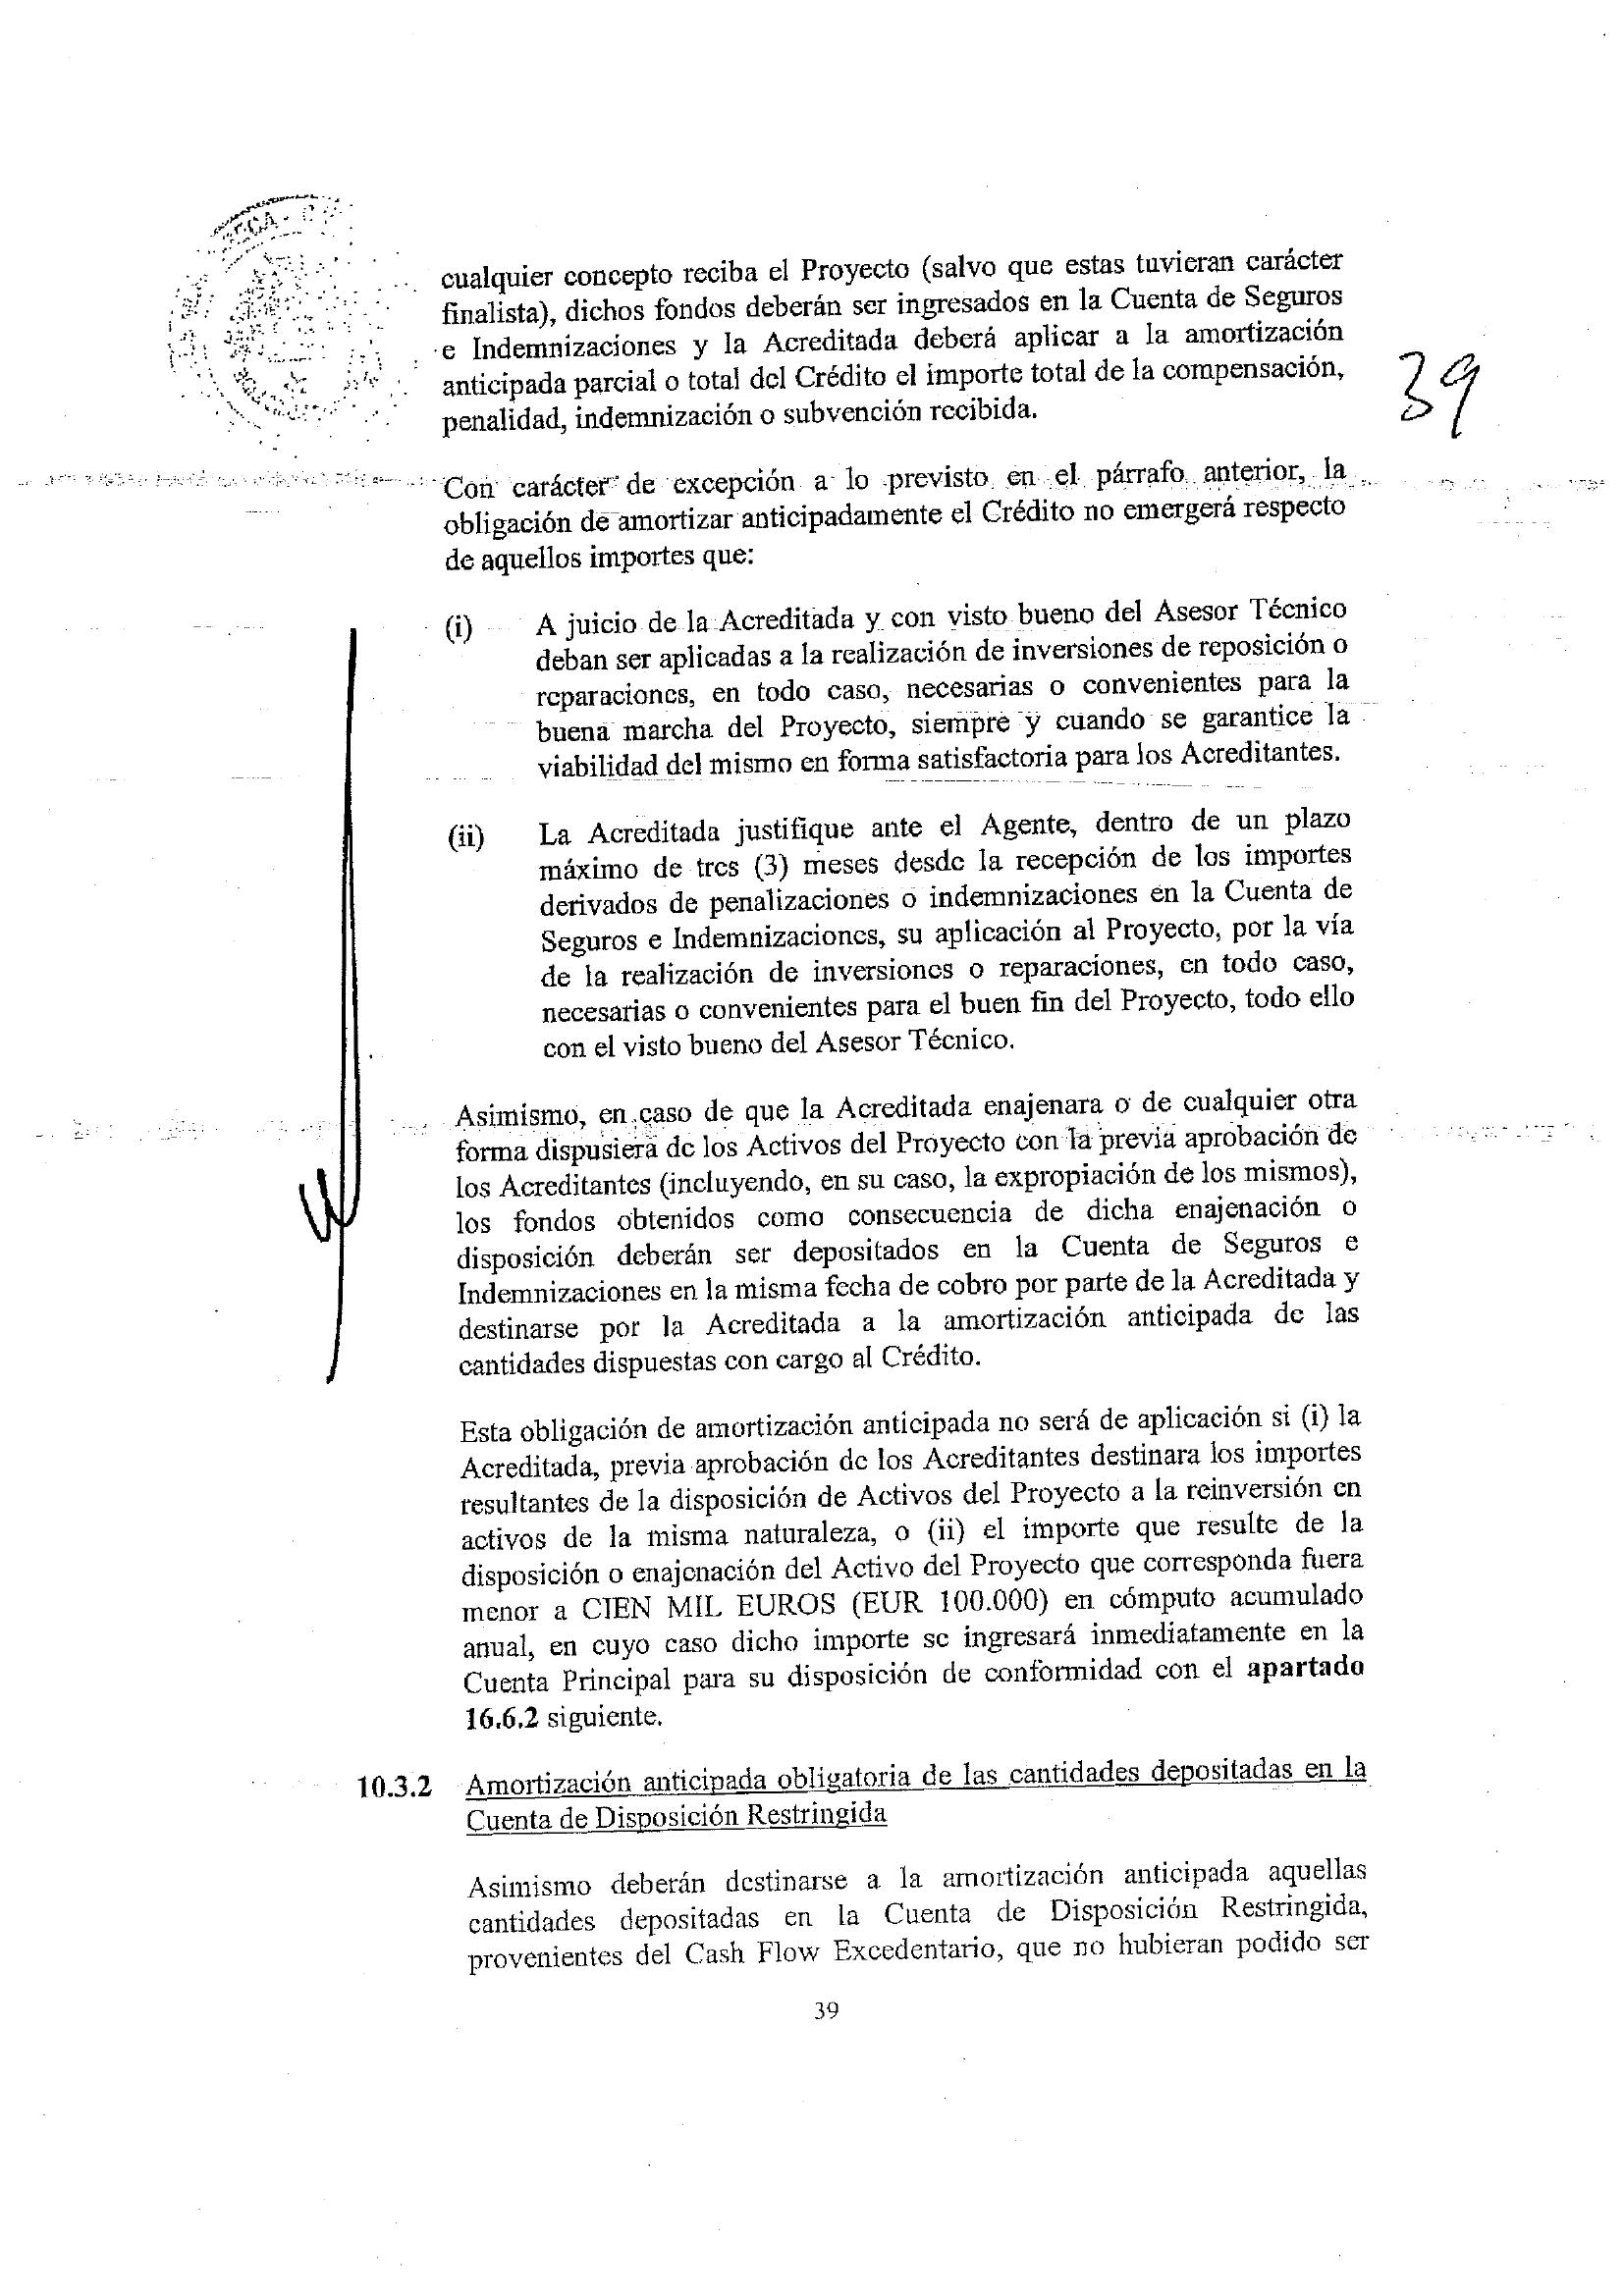 cualquier concepto reciba el Proyecto (salvo que estas tuvieran carácter
finalista), dichos fondos deberán ser ingresados en la Cuenta de Seguros
e Indemnizaciones y la Acreditada deberá aplicar a la amortización
anticipada parcial o total del Crédito el importe total de la compensación,
penalidad, indemnización o subvención recibida.
39
Con carácter de excepción a lo previsto en el párrafo anterior, la
obligación de amortizar anticipadamente el Crédito no emergerá respecto
de aquellos importes que:
(i) A juicio de la Acreditada y con visto bueno del Asesor Técnico
deban ser aplicadas a la realización de inversiones de reposición o
reparaciones, en todo caso, necesarias o convenientes para la
buena marcha del Proyecto, siempre y cuando se garantice la
viabilidad del mismo en forma satisfactoria para los Acreditantes.
(ii) La Acreditada justifique ante el Agente, dentro de un plazo
máximo de tres (3) meses desde la recepción de los importes
derivados de penalizaciones o indemnizaciones en la Cuenta de
Seguros e Indemnizaciones, su aplicación al Proyecto, por la vía
de la realización de inversiones o reparaciones, en todo caso,
necesarias o convenientes para el buen fin del Proyecto, todo ello
con el visto bueno del Asesor Técnico.
Asimismo, en caso de que la Acreditada enajenara o de cualquier otra
forma dispusiera de los Activos del Proyecto con la previa aprobación de
los Acreditantes (incluyendo, en su caso, la expropiación de los mismos),
los fondos obtenidos como consecuencia de dicha enajenación o
disposición deberán ser depositados en la Cuenta de Seguros e
Indemnizaciones en la misma fecha de cobro por parte de la Acreditada y
destinarse por la Acreditada a la amortización anticipada de las
cantidades dispuestas con cargo al Crédito.
Esta obligación de amortización anticipada no será de aplicación si (i) la
Acreditada, previa aprobación de los Acreditantes destinara los importes
resultantes de la disposición de Activos del Proyecto a la reinversión en
activos de la misma naturaleza, o (ii) el importe que resulte de la
disposición o enajenación del Activo del Proyecto que corresponda fuera
menor a CIEN MIL EUROS (EUR 100.000) en cómputo acumulado
anual, en cuyo caso dicho importe se ingresará inmediatamente en la
Cuenta Principal para su disposición de conformidad con el apartado
16.6.2 siguiente.
10.3.2 Amortización anticipada obligatoria de las cantidades depositadas en la
Cuenta de Disposición Restringida
Asimismo deberán destinarse a la amortización anticipada aquellas
cantidades depositadas en la Cuenta de Disposición Restringida,
provenientes del Cash Flow Excedentario, que no hubieran podido ser
39